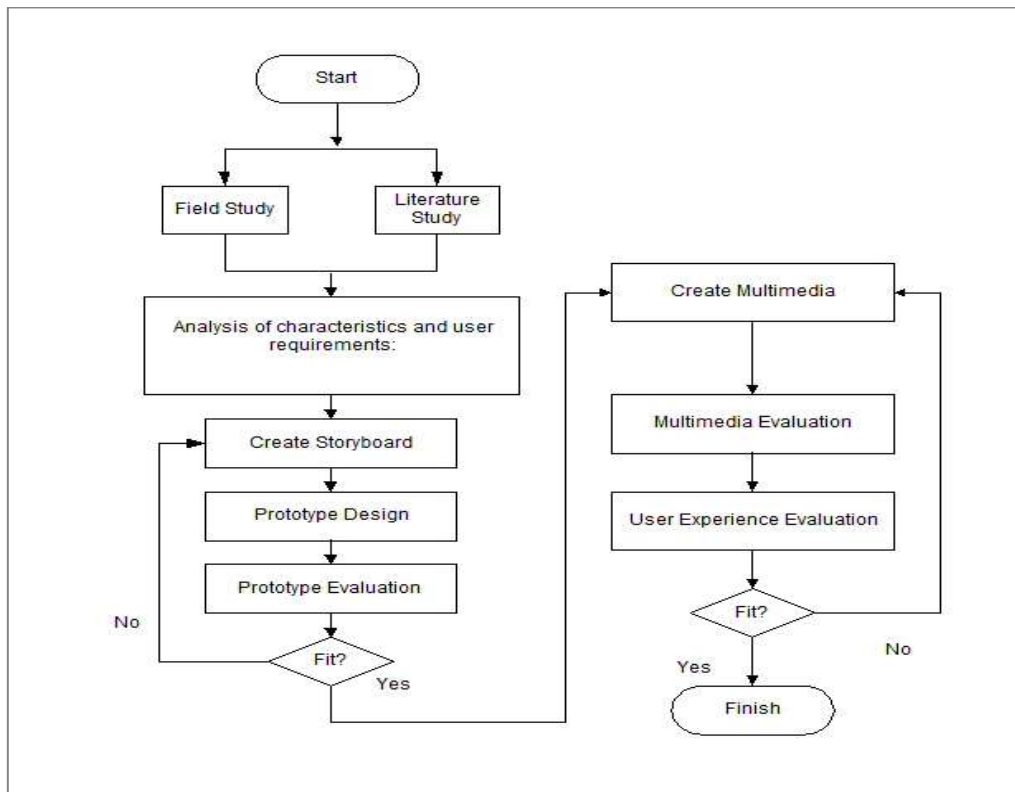 Start
Field Study
Literature
Study
Analysis of characteristics and user
requirements:
Create Storyboard
Prototype Design
Prototype Evaluation
No
Fit?
Yes
Create Multimedia
Multimedia Evaluation
User Experience Evaluation
Fit?
No
Yes
Finish